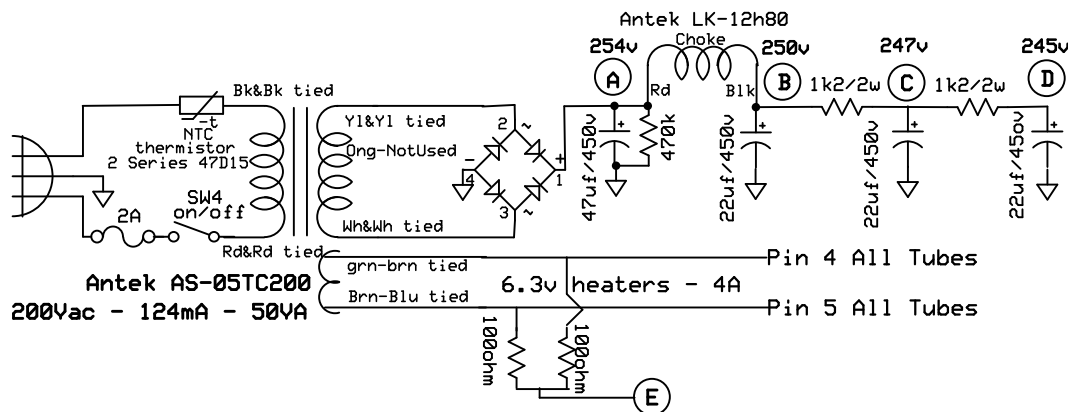 Antek LK-12h80
Choke
254v
250v
247v
245v
A
B
C
D
Rd
Blk
1k2/2w
1k2/2w
Bk&Bk tied
-t
NTC
thermistor
2 Series 47D15
Yl&Yl tied
Ong-NotUsed
2
~
-
4
+
1
3
~
+
47uf/450v
470k
+
22uf/450v
+
22uf/450v
+
22uf/45ov
2A
SW4
on/off
Wh&Wh tied
Rd&Rd tied
grn-brn tied
Pin 4 All Tubes
Antek AS-05TC200
6.3v heaters - 4A
Brn-Blu tied
200Vac - 124mA - 50VA
Pin 5 All Tubes
100ohm
100ohm
E